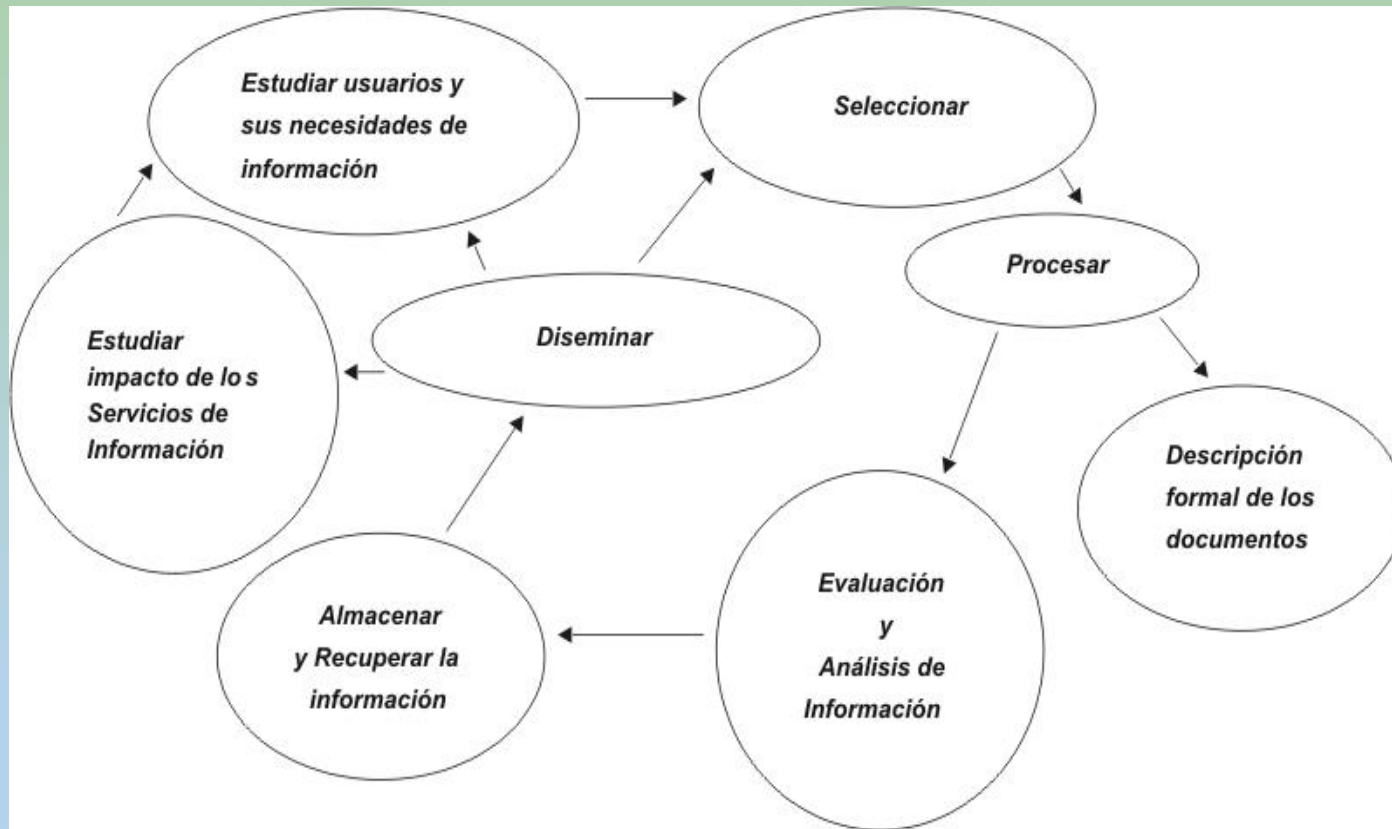 Estudiar usuarios y
sus necesidades de
información
Seleccionar
Procesar
Diseminar
Estudiar
impacto de los
Servicios de
Información
Descripción
formal de los
documentos
Evaluación
y
Análisis de
Información
Almacenar
y Recuperar la
información